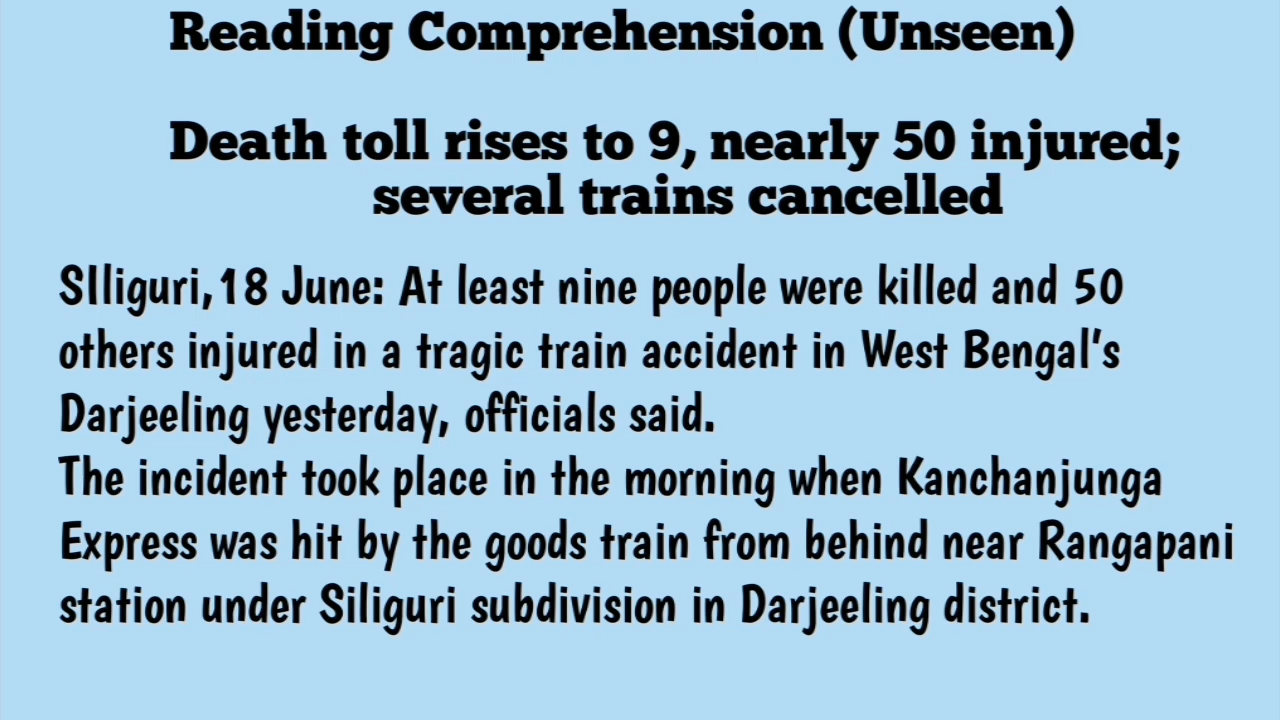 Reading Comprehension (Unseen)
Death toll rises to 9, nearly 50 injured;
several trains cancelled
SIliguri,18 June: At least nine people were killed and 50
others injured in a tragic train accident in West Bengal's
Darjeeling yesterday, officials said.
The incident took place in the morning when Kanchanjunga
Express was hit by the goods train from behind near Rangapani
station under Siliguri subdivision in Darjeeling district.